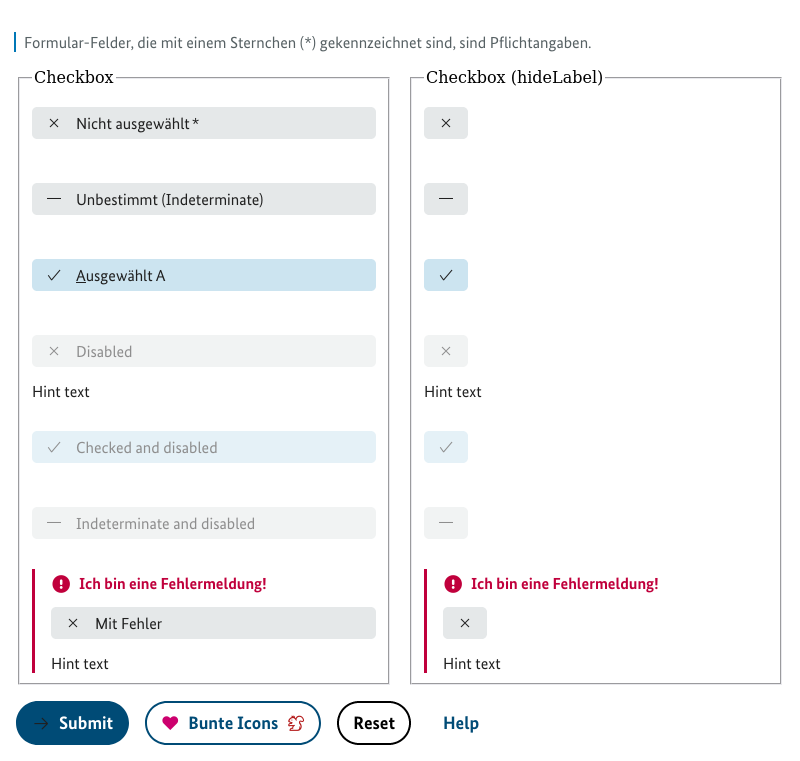 Formular-Felder, die mit einem Sternchen (*) gekennzeichnet sind, sind Pflichtangaben.
Checkbox
Nicht ausgewählt *
Unbestimmt (Indeterminate)
Ausgewählt A
Disabled
Hint text
Checked and disabled
Indeterminate and disabled
Ich bin eine Fehlermeldung!
Mit Fehler
Hint text
Checkbox (hideLabel)
Hint text
Ich bin eine Fehlermeldung!
Hint text
Submit
Bunte Icons
Reset
Help